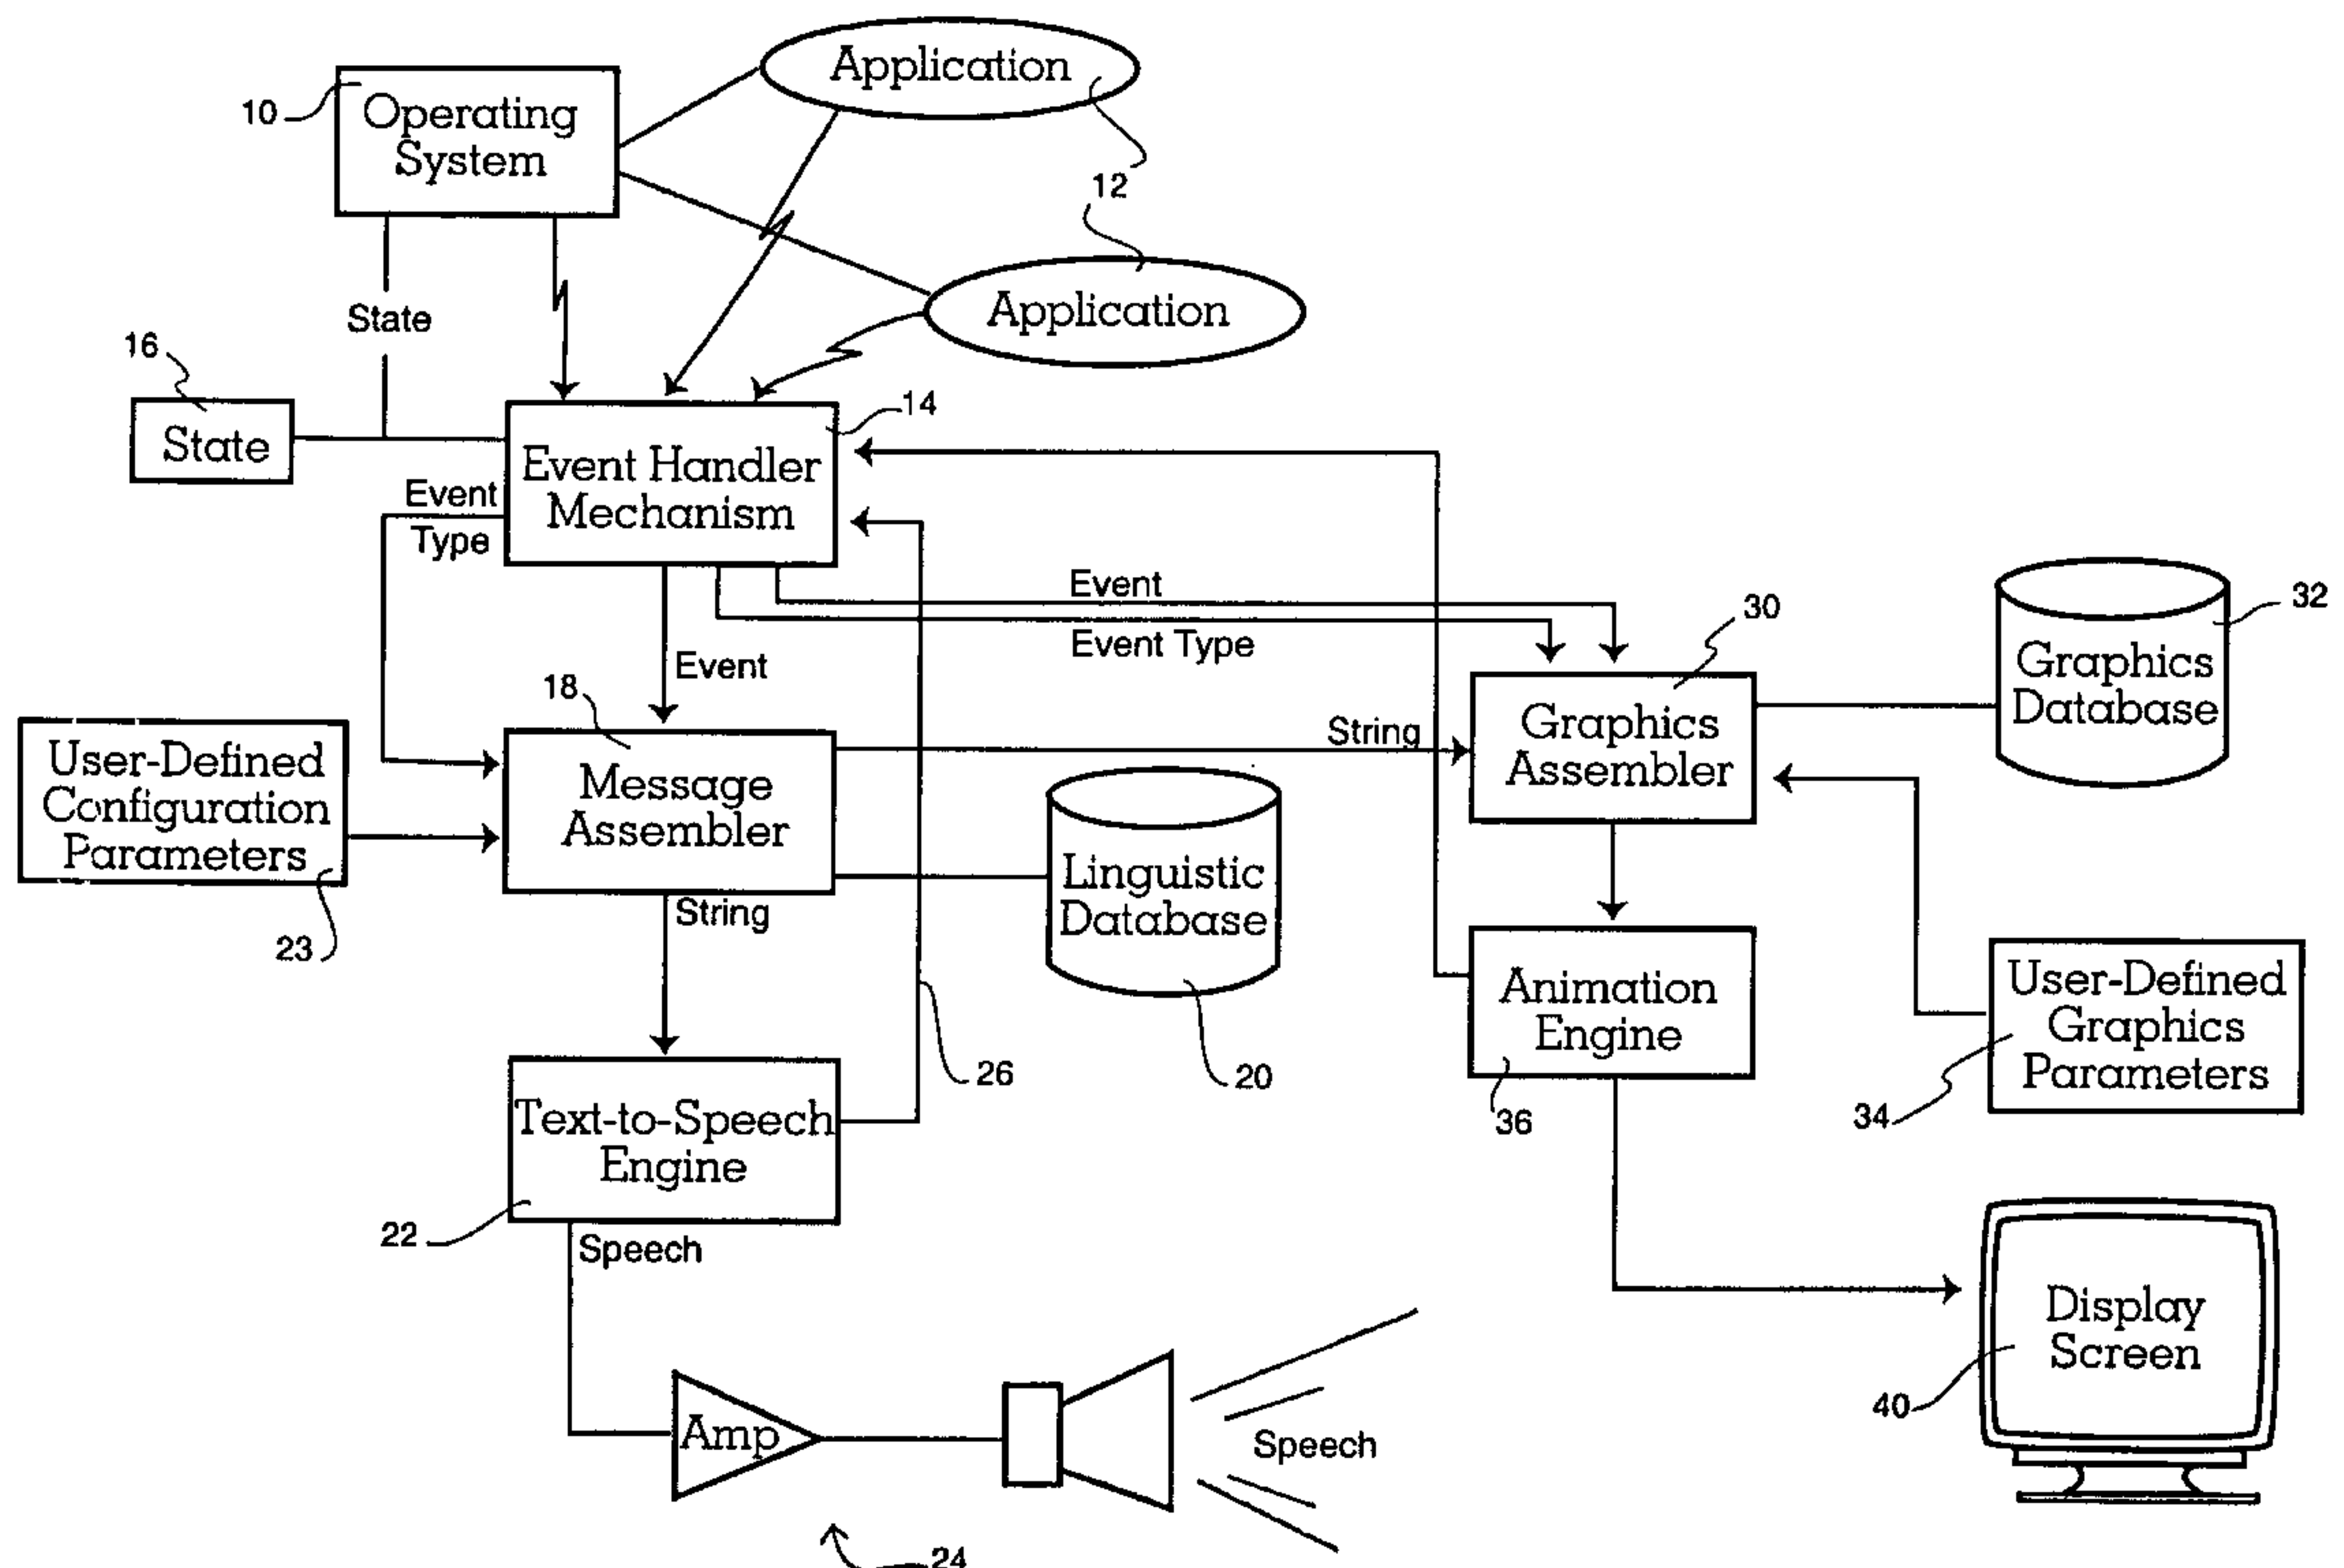 Application
10
Operating
System
12
State
Application
16
State
14
Event Handler
Mechanism
Event
Type
Event
Event Type
Event
30
32
Graphics
Database
18
String
Graphics
Assembler
User-Defined
Configuration
Parameters
23
Message
Assembler
String
Linguistic
Database
20
26
Animation
Engine
36
User-Defined
Graphics
Parameters
34
Text-to-Speech
Engine
22
Speech
Display
Screen
40
Amp
Speech
24